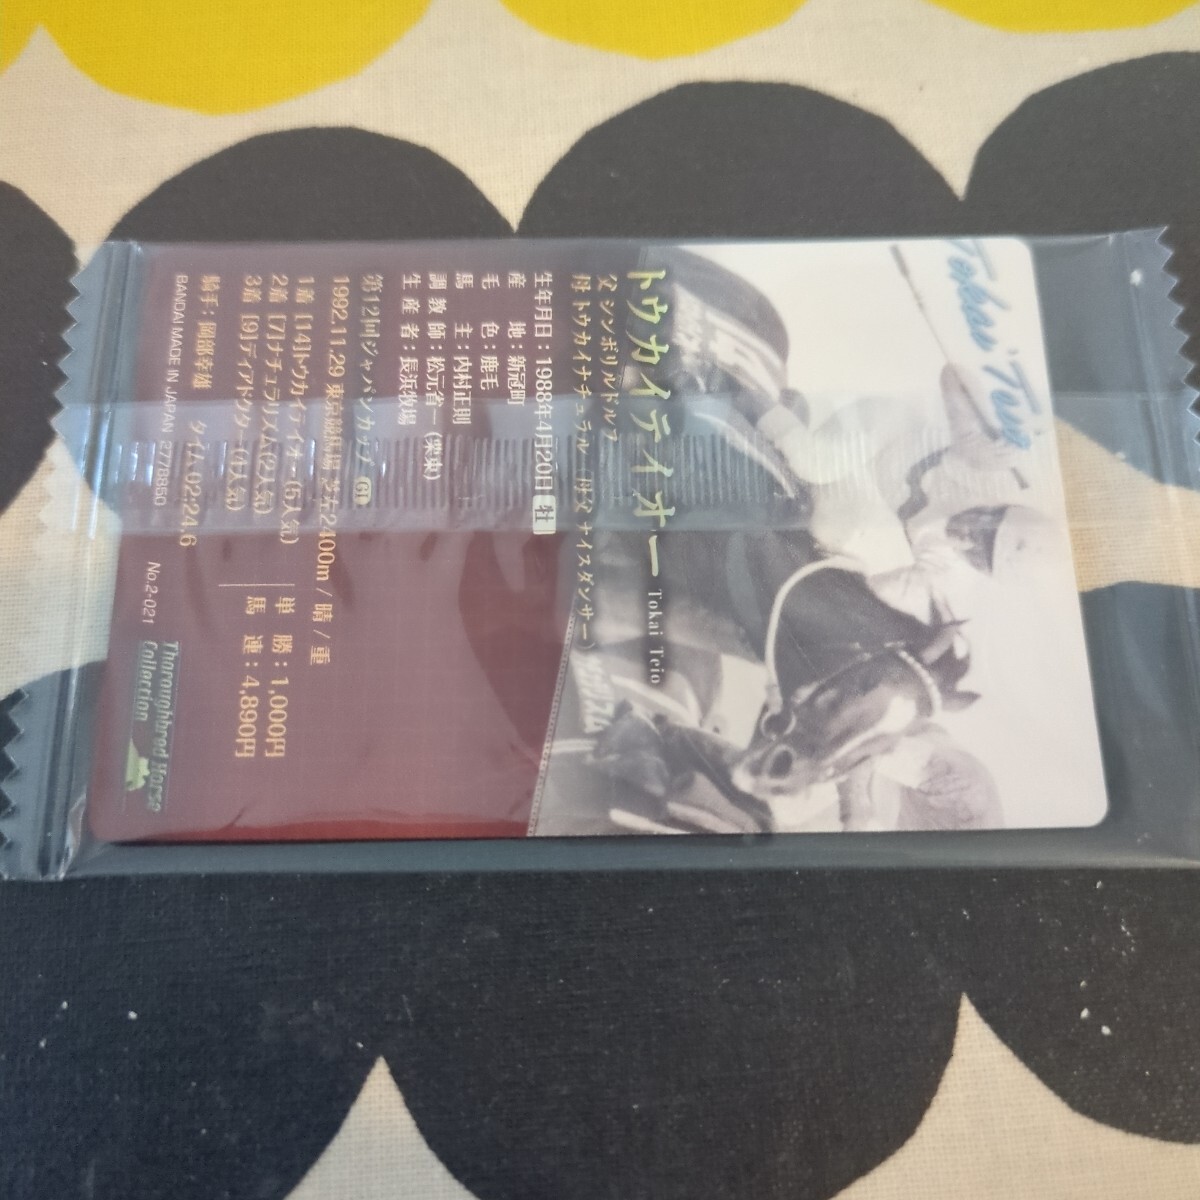 Tokai Teio
トウカイテイオー Tokai Teio
父 シンボリルドルフ
母 トウカイナチュラル（母父 ナイスダンサー）
生年月日：1988年4月20日 牡
産地：新冠町
毛色：鹿毛
馬主：内村正則
調教師：松元省一（栗東）
生産者：長浜牧場
第12回ジャパンカップ GI
1992.11.29 東京競馬場 芝左2400m / 晴 / 重
1着 [14]トウカイテイオー(5人気)
2着 [7]ナチュラリズム(2人気)
3着 [9]ディアドクター(1人気)
単勝：1,000円
馬連：4,890円
騎手：岡部幸雄 タイム02:24.6
BANDAI MADE IN JAPAN 2778850
No.2-021
Thoroughbred Horse
Collection